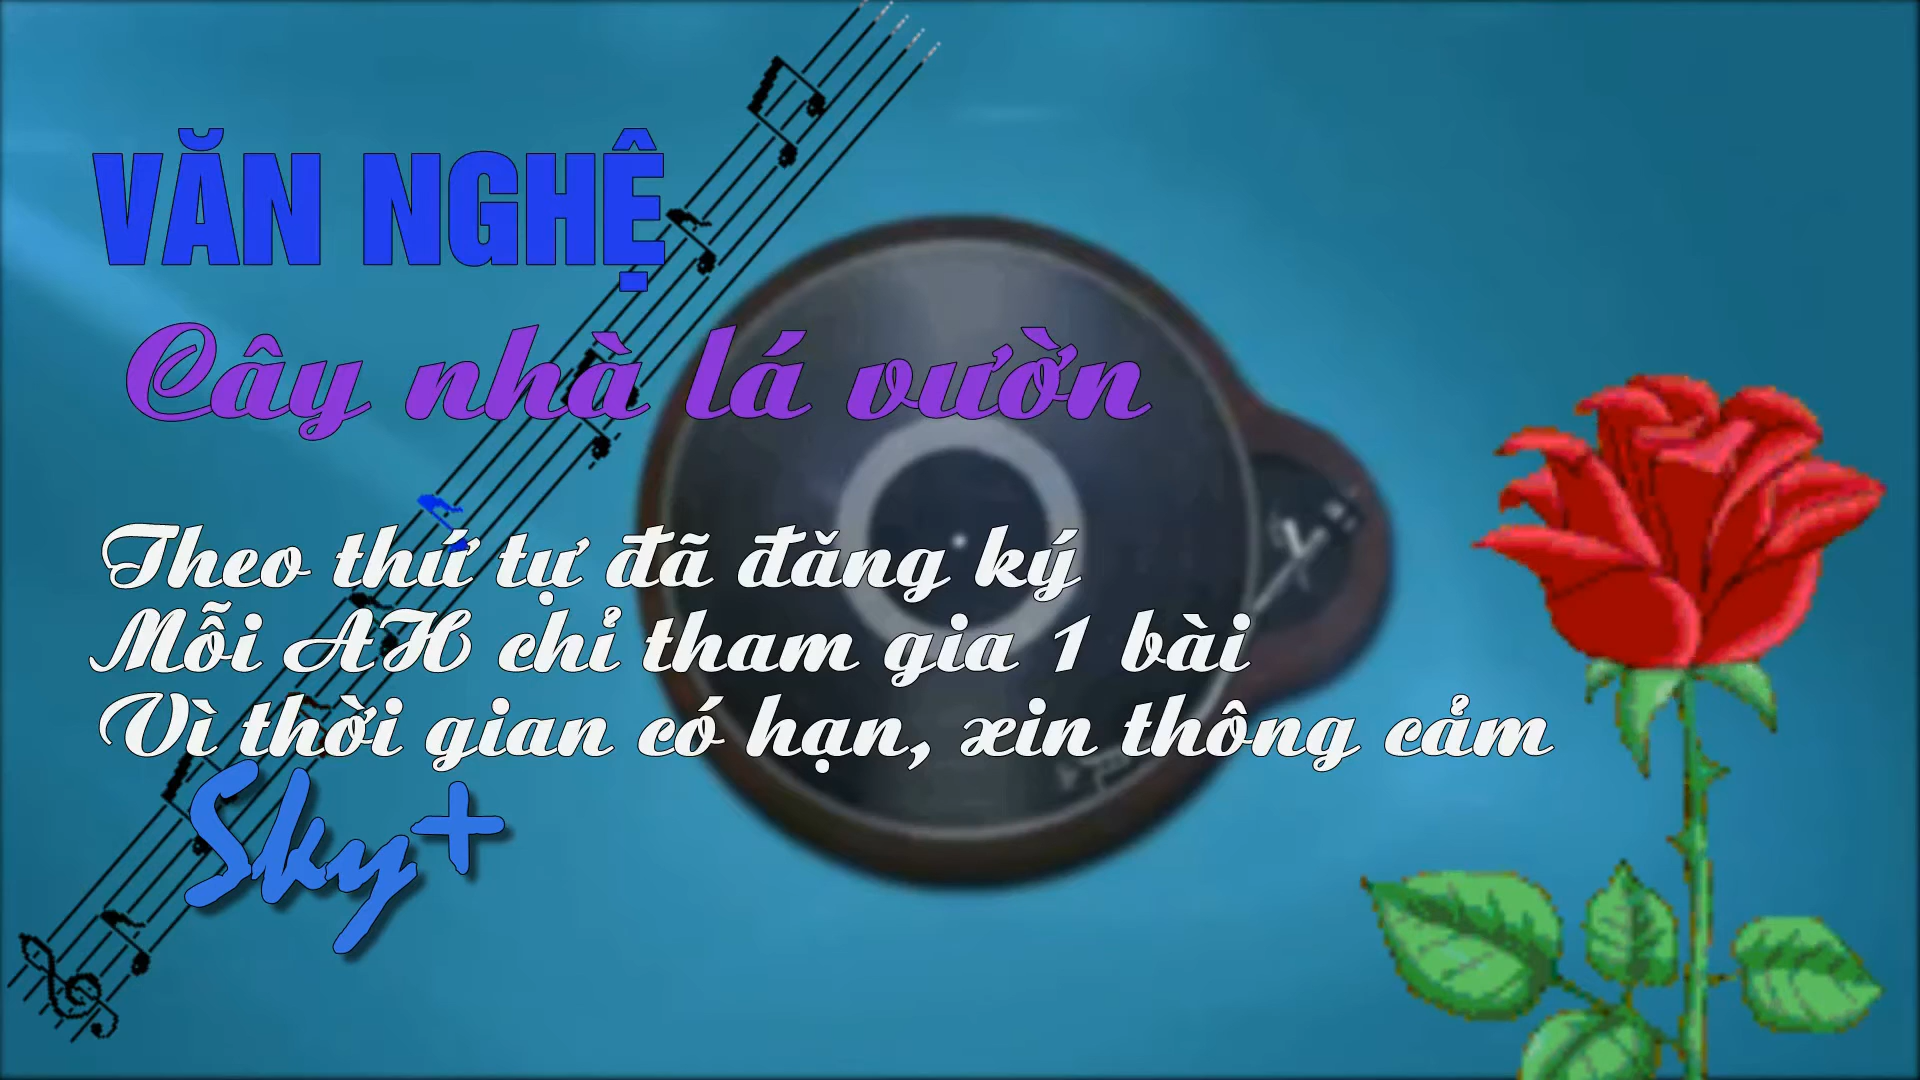 VĂN NGHỆ
Cây nhà lá vườn
Theo thứ tự đã đăng ký
Mỗi AH chỉ tham gia 1 bài
Vì thời gian có hạn, xin thông cảm
Sky+